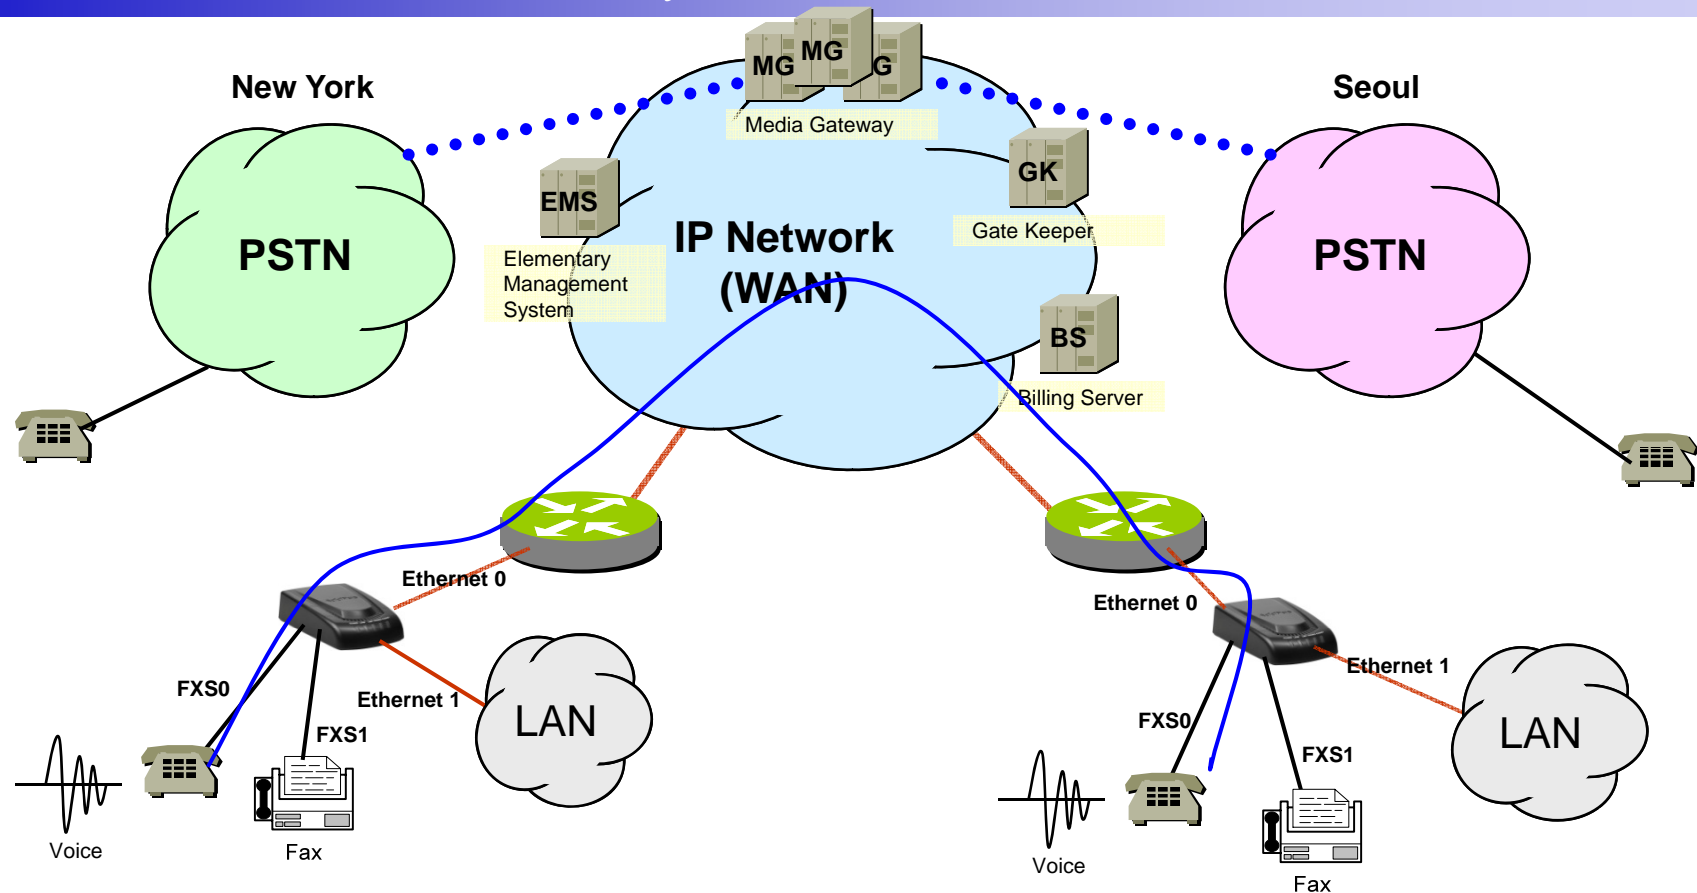 New York
Seoul
MG
MG
G
Media Gateway
EMS
Elementary
Management
System
GK
Gate Keeper
IP Network
(WAN)
PSTN
PSTN
BS
Billing Server
Ethernet 0
Ethernet 0
FXS0
Ethernet 1
FXS1
LAN
Voice
Fax
Ethernet 1
FXS0
FXS1
LAN
Voice
Fax